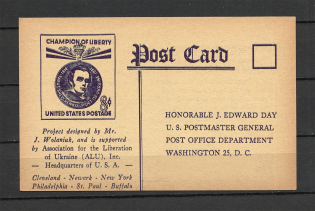 CHAMPION OF LIBERTY
8¢
UNITED STATES POSTAGE
Post Card
Project designed by Mr.
J. Wolaniuk, and is supported
by Association for the Liberation
of Ukraine (ALU), Inc.
— Headquarters of U. S. A. —
Cleveland - Newark - New York
Philadelphia - St. Paul - Buffalo
HONORABLE J. EDWARD DAY
U. S. POSTMASTER GENERAL
POST OFFICE DEPARTMENT
WASHINGTON 25, D. C.